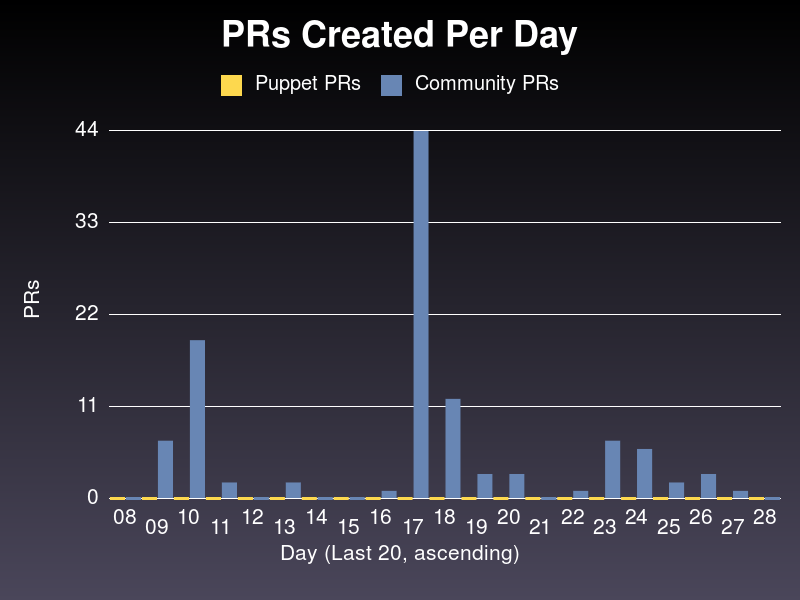 PRs Created Per Day
Puppet PRs Community PRs
44
33
22
11
0
PRs
08 09 10 11 12 13 14 15 16 17 18 19 20 21 22 23 24 25 26 27 28
Day (Last 20, ascending)